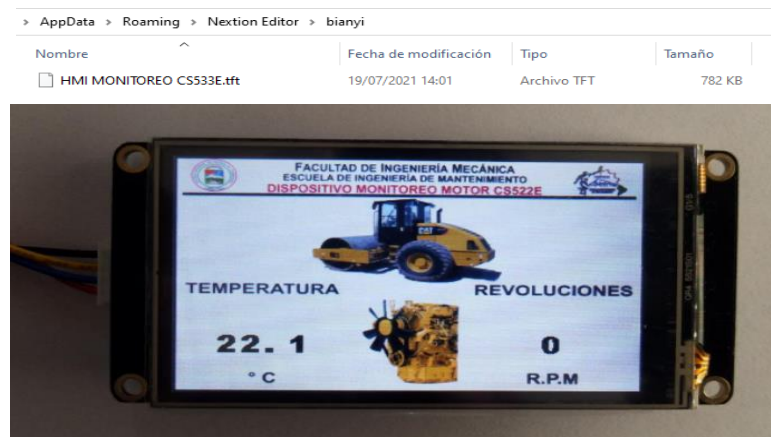 > AppData > Roaming > Nextion Editor > bianyi
Nombre Fecha de modificación Tipo Tamaño
HMI MONITOREO CS533E.tft 19/07/2021 14:01 Archivo TFT 782 KB
FACULTAD DE INGENIERÍA MECÁNICA
ESCUELA DE INGENIERÍA DE MANTENIMIENTO
DISPOSITIVO MONITOREO MOTOR CS522E
CAT
TEMPERATURA REVOLUCIONES
22.1 0
° C R.P.M